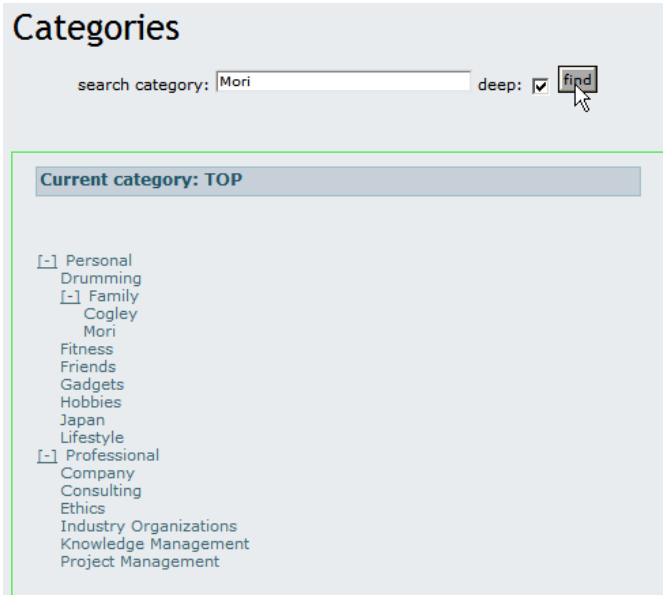 Categories
search category: Mori deep: find
Current category: TOP
[-] Personal
Drumming
[-] Family
Cogley
Mori
Fitness
Friends
Gadgets
Hobbies
Japan
Lifestyle
[-] Professional
Company
Consulting
Ethics
Industry Organizations
Knowledge Management
Project Management